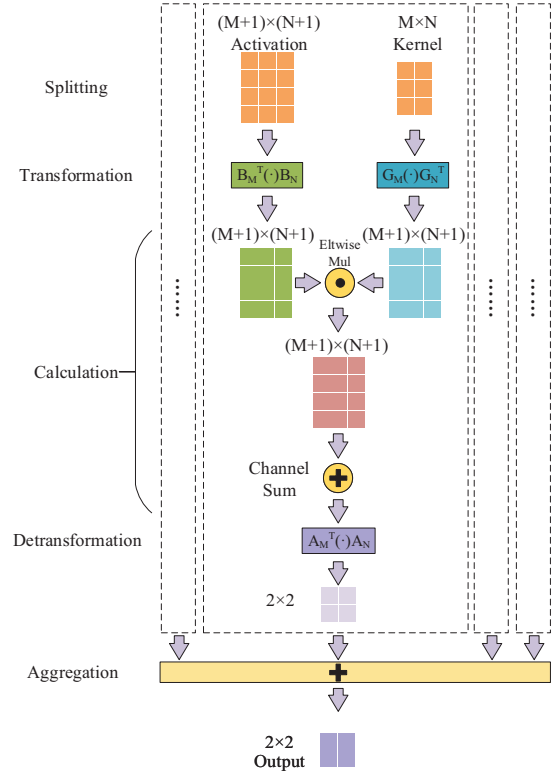 (M+1)×(N+1)
Activation
M×N
Kernel
Splitting
Transformation
B_M^T(·)B_N
G_M(·)G_N^T
(M+1)×(N+1)
Eltwise
Mul
(M+1)×(N+1)
(M+1)×(N+1)
Calculation
Channel
Sum
Detransformation
A_M^T(·)A_N
2×2
Aggregation
2×2
Output